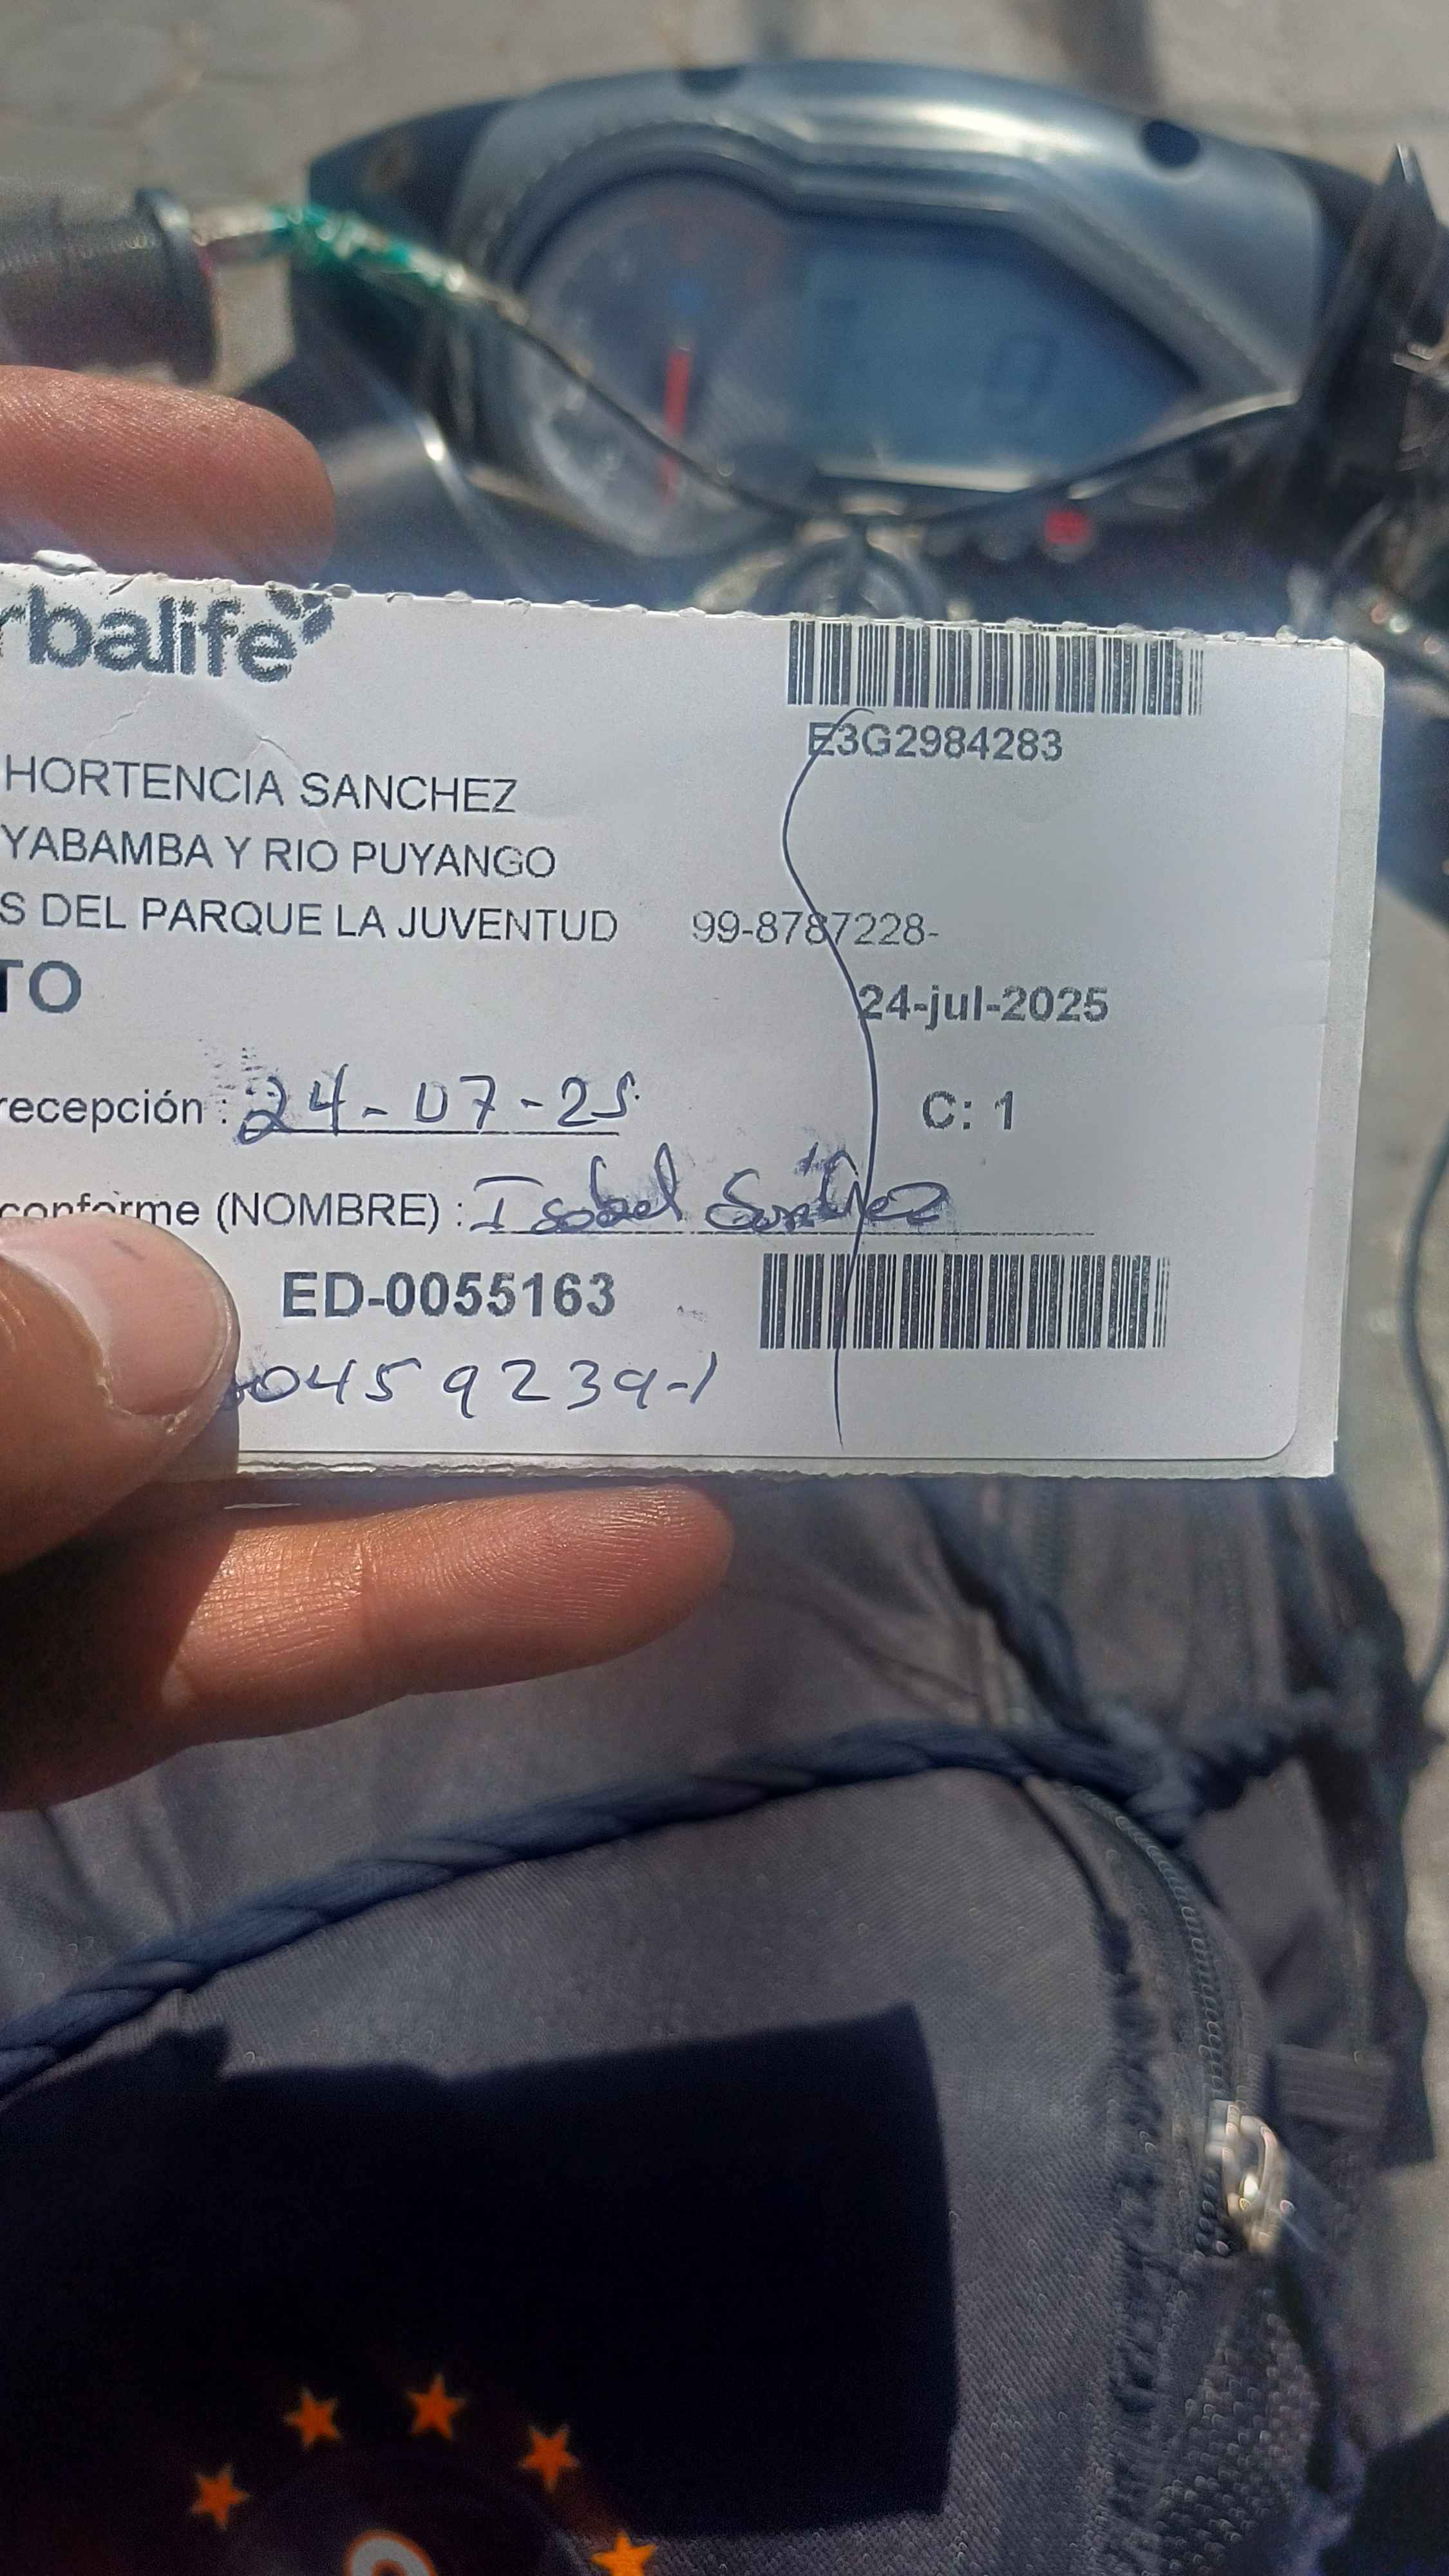 rbalife
E3G2984283
HORTENCIA SANCHEZ
YABAMBA Y RIO PUYANGO
S DEL PARQUE LA JUVENTUD 99-8787228-
TO
24-jul-2025
recepción : 24-07-25
C: 1
conforme (NOMBRE) : Isabel Sanchez
ED-0055163
0459239-1